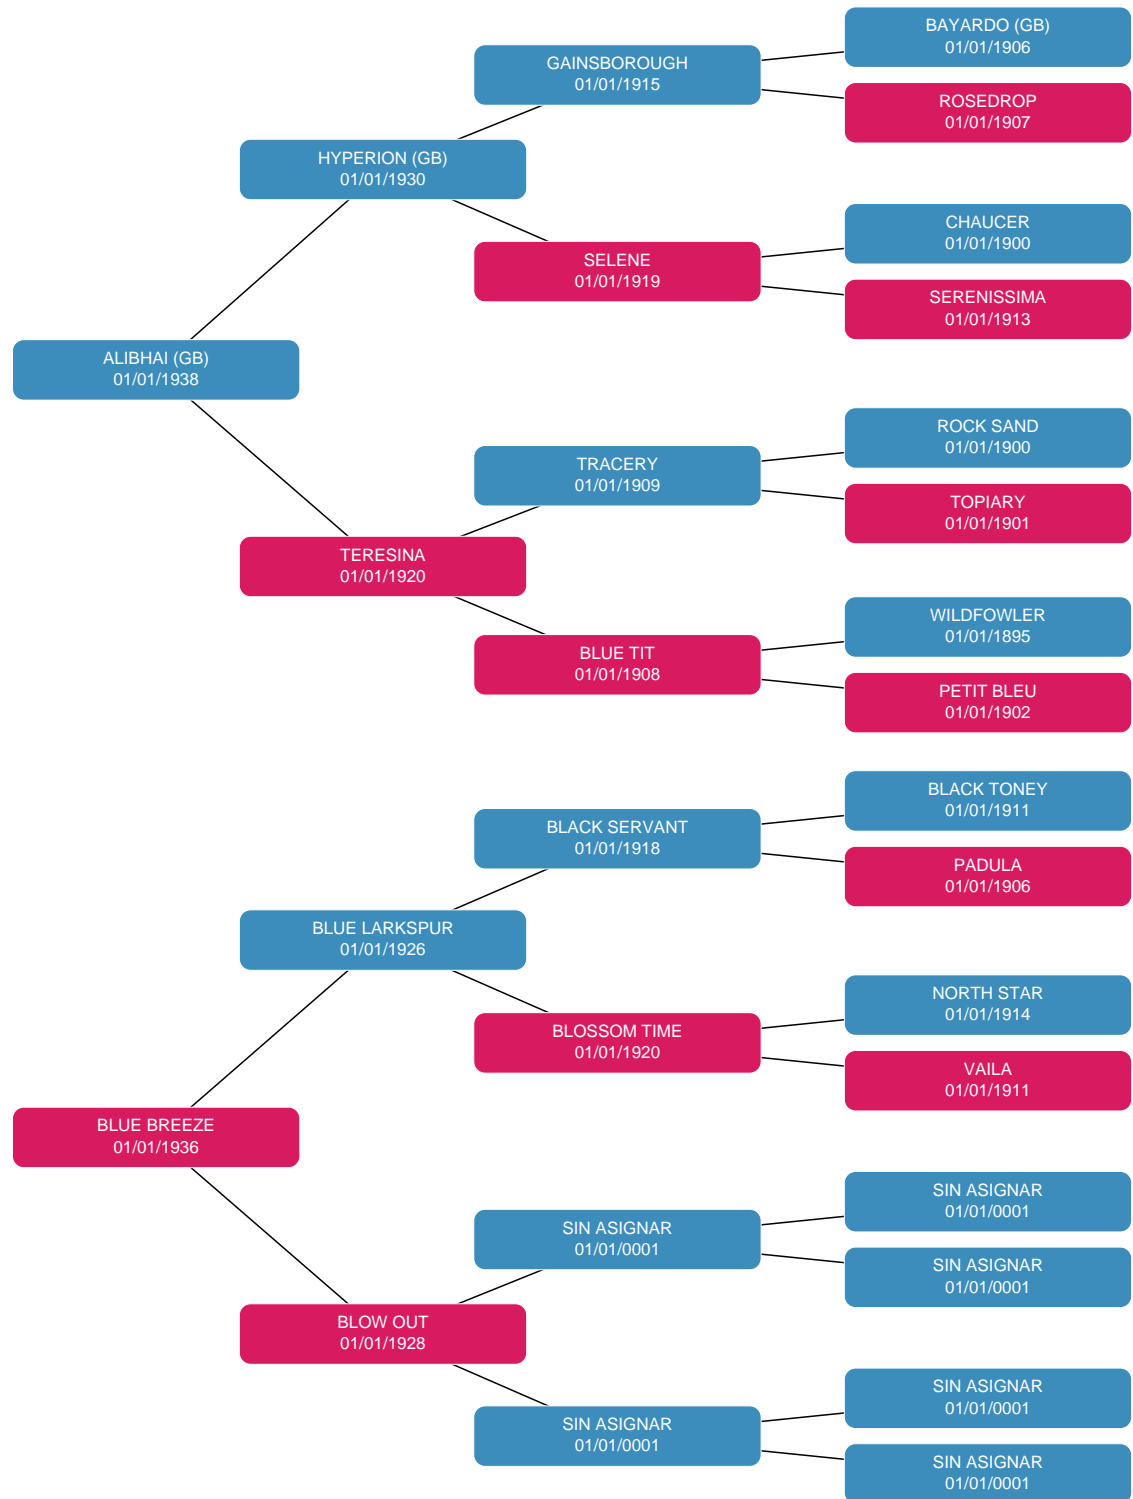 BAYARDO (GB)
01/01/1906
GAINSBOROUGH
01/01/1915
ROSEDROP
01/01/1907
HYPERION (GB)
01/01/1930
CHAUCER
01/01/1900
SELENE
01/01/1919
SERENISSIMA
01/01/1913
ALIBHAI (GB)
01/01/1938
ROCK SAND
01/01/1900
TRACERY
01/01/1909
TOPIARY
01/01/1901
TERESINA
01/01/1920
WILDFOWLER
01/01/1895
BLUE TIT
01/01/1908
PETIT BLEU
01/01/1902
BLACK TONEY
01/01/1911
BLACK SERVANT
01/01/1918
PADULA
01/01/1906
BLUE LARKSPUR
01/01/1926
NORTH STAR
01/01/1914
BLOSSOM TIME
01/01/1920
VAILA
01/01/1911
BLUE BREEZE
01/01/1936
SIN ASIGNAR
01/01/0001
SIN ASIGNAR
01/01/0001
SIN ASIGNAR
01/01/0001
BLOW OUT
01/01/1928
SIN ASIGNAR
01/01/0001
SIN ASIGNAR
01/01/0001
SIN ASIGNAR
01/01/0001